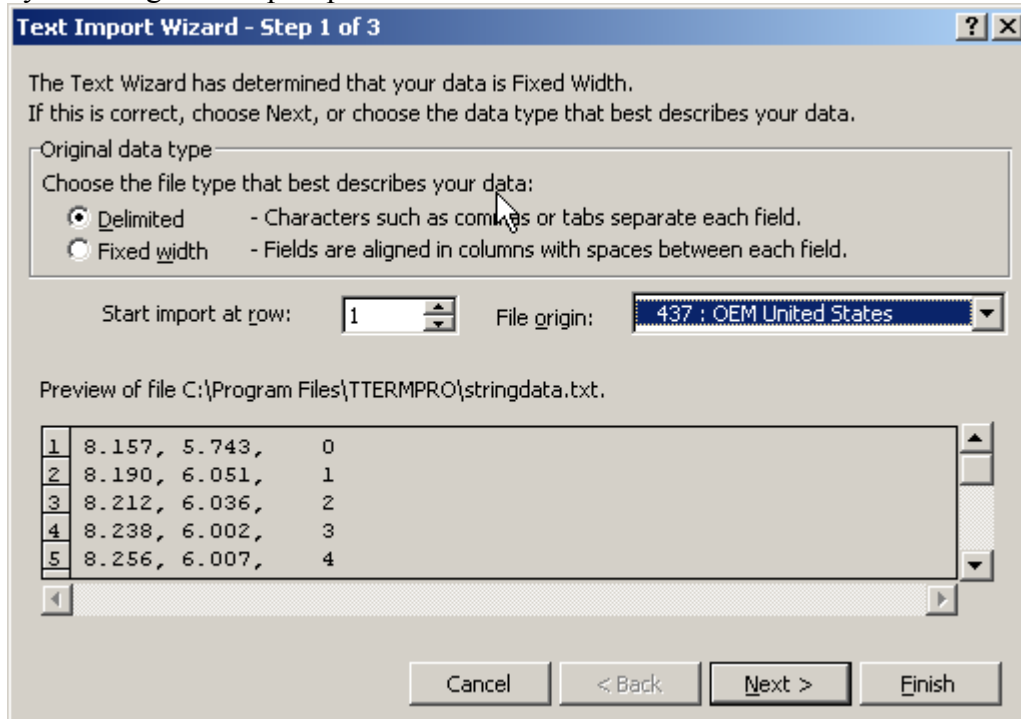 Text Import Wizard - Step 1 of 3
The Text Wizard has determined that your data is Fixed Width.
If this is correct, choose Next, or choose the data type that best describes your data.
Original data type
Choose the file type that best describes your data:
Delimited - Characters such as commas or tabs separate each field.
Fixed width - Fields are aligned in columns with spaces between each field.
Start import at row: 1 File origin: 437 : OEM United States
Preview of file C:\Program Files\TTERMPRO\stringdata.txt.
1 8.157, 5.743, 0
2 8.190, 6.051, 1
3 8.212, 6.036, 2
4 8.238, 6.002, 3
5 8.256, 6.007, 4
Cancel < Back Next > Finish